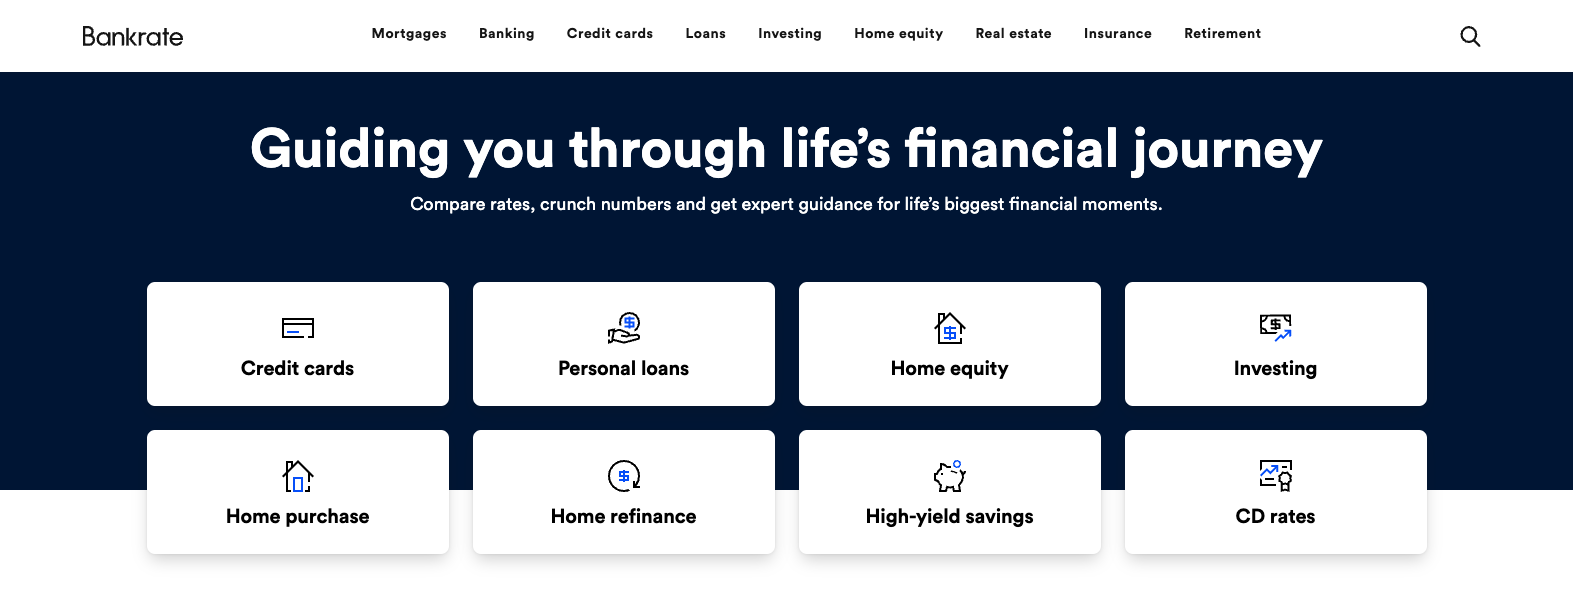 Bankrate
Mortgages Banking Credit cards Loans Investing Home equity Real estate Insurance Retirement
Guiding you through life’s financial journey
Compare rates, crunch numbers and get expert guidance for life’s biggest financial moments.
Credit cards
Personal loans
Home equity
Investing
Home purchase
Home refinance
High-yield savings
CD rates